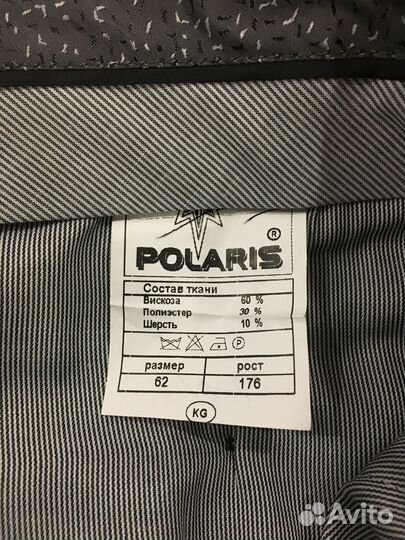 POLARIS ®
Состав ткани
Вискоза 60 %
Полиэстер 30 %
Шерсть 10 %
P
размер рост
62 176
KG
Avito